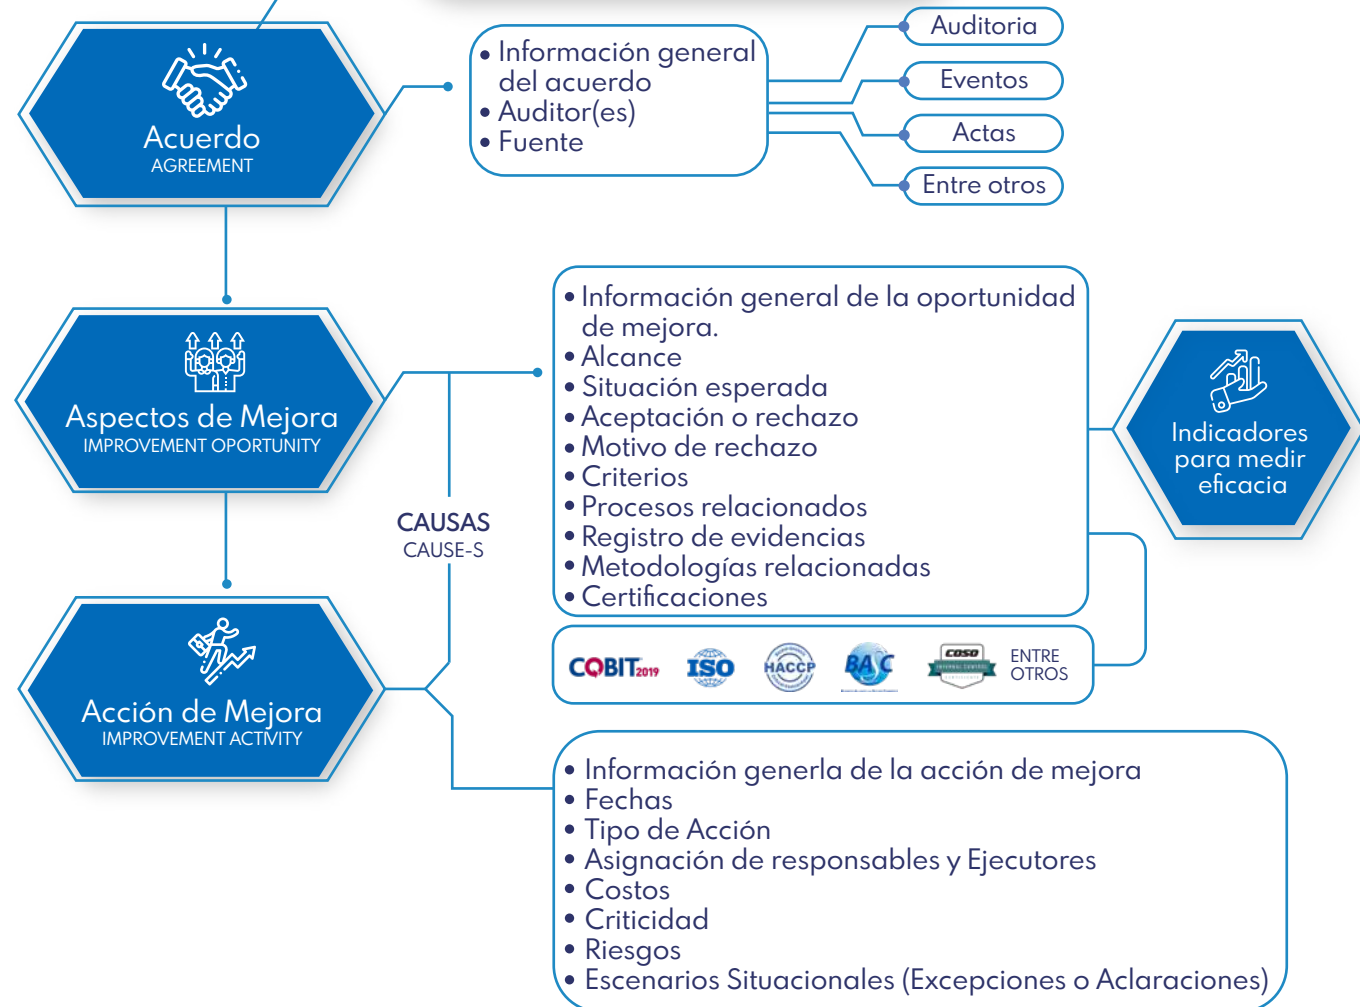 Acuerdo
AGREEMENT
• Información general
del acuerdo
• Auditor(es)
• Fuente
Auditoria
Eventos
Actas
Entre otros
Aspectos de Mejora
IMPROVEMENT OPORTUNITY
CAUSAS
CAUSE-S
• Información general de la oportunidad
de mejora.
• Alcance
• Situación esperada
• Aceptación o rechazo
• Motivo de rechazo
• Criterios
• Procesos relacionados
• Registro de evidencias
• Metodologías relacionadas
• Certificaciones
Indicadores
para medir
eficacia
COBIT 2019
ISO
HACCP
BASC
COSO
INTERNAL CONTROL
ENTRE
OTROS
Acción de Mejora
IMPROVEMENT ACTIVITY
• Información generla de la acción de mejora
• Fechas
• Tipo de Acción
• Asignación de responsables y Ejecutores
• Costos
• Criticidad
• Riesgos
• Escenarios Situacionales (Excepciones o Aclaraciones)